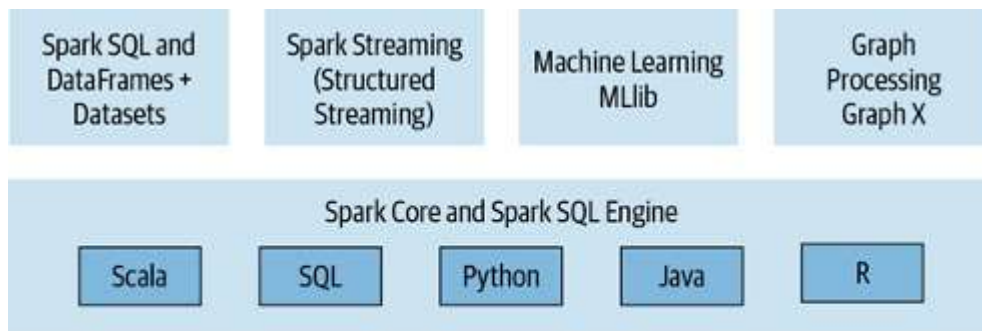 Spark SQL and
DataFrames +
Datasets
Spark Streaming
(Structured
Streaming)
Machine Learning
MLlib
Graph
Processing
Graph X
Spark Core and Spark SQL Engine
Scala
SQL
Python
Java
R